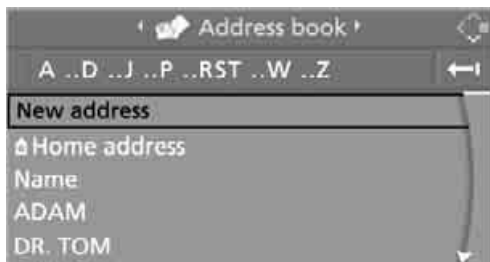 Address book
A ..D ..J ..P ..RST ..W ..Z
New address
Home address
Name
ADAM
DR. TOM